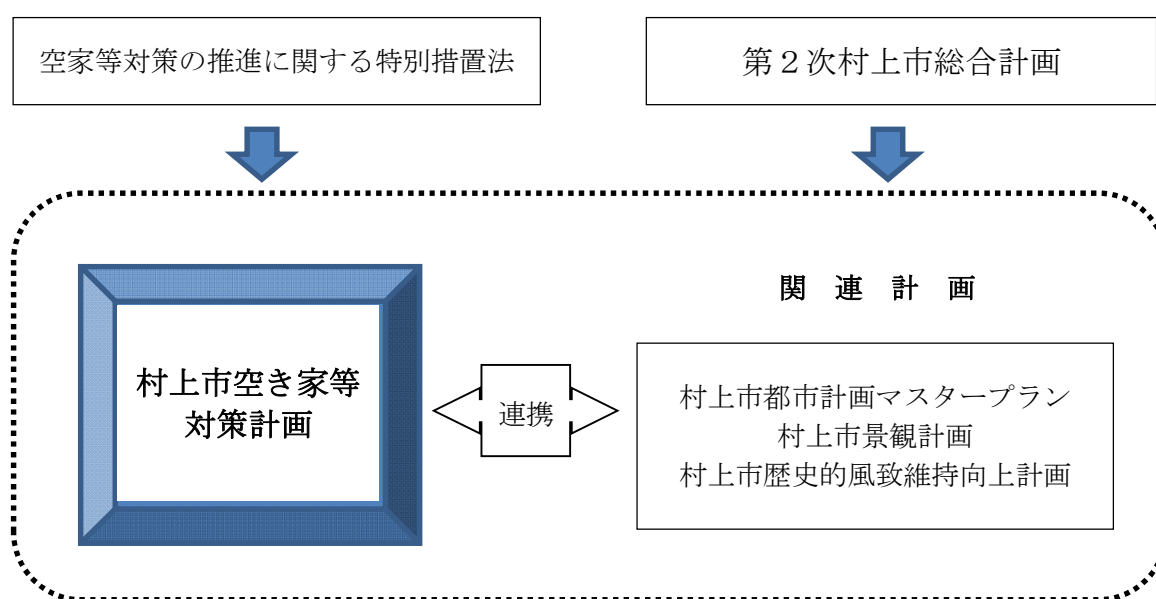 空家等対策の推進に関する特別措置法
第２次村上市総合計画
村上市空き家等
対策計画
連携
関 連 計 画
村上市都市計画マスタープラン
村上市景観計画
村上市歴史的風致維持向上計画